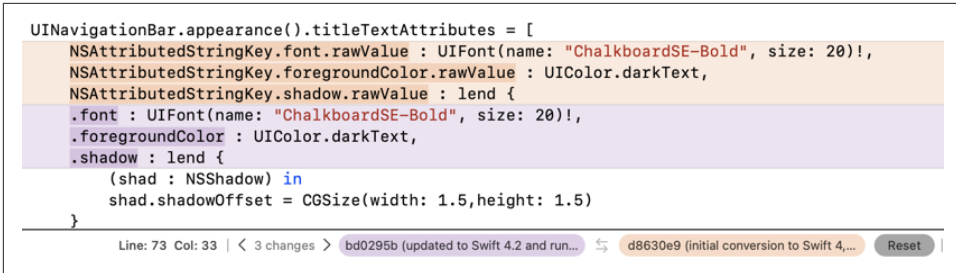 UINavigationBar.appearance().titleTextAttributes = [
NSAttributedStringKey.font.rawValue : UIFont(name: "ChalkboardSE-Bold", size: 20)!,
NSAttributedStringKey.foregroundColor.rawValue : UIColor.darkText,
NSAttributedStringKey.shadow.rawValue : lend {
.font : UIFont(name: "ChalkboardSE-Bold", size: 20)!,
.foregroundColor : UIColor.darkText,
.shadow : lend {
(shad : NSShadow) in
shad.shadowOffset = CGSize(width: 1.5,height: 1.5)
}
Line: 73 Col: 33 | < 3 changes > bd0295b (updated to Swift 4.2 and run... ⇆ d8630e9 (initial conversion to Swift 4,... Reset